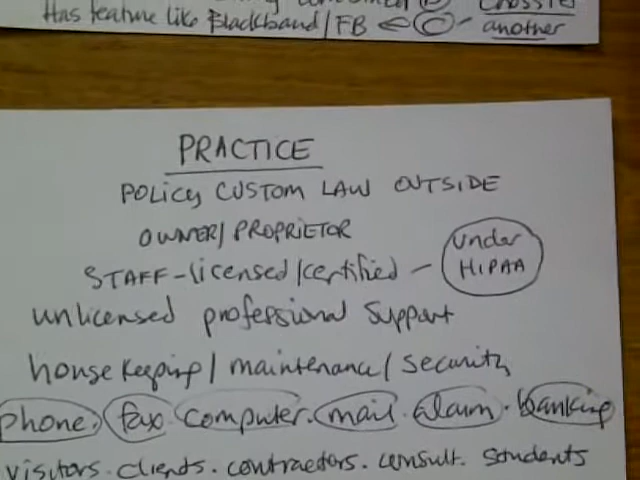 Has feature like Blackband/FB ⇐ C - another
PRACTICE
POLICY CUSTOM LAW OUTSIDE
OWNER/PROPRIETOR
STAFF-licensed/certified - under HIPAA
unlicensed professional support
housekeeping/maintenance/security
phone. fax computer. mail. alarm. banking
visitors. clients. contractors. consult. students